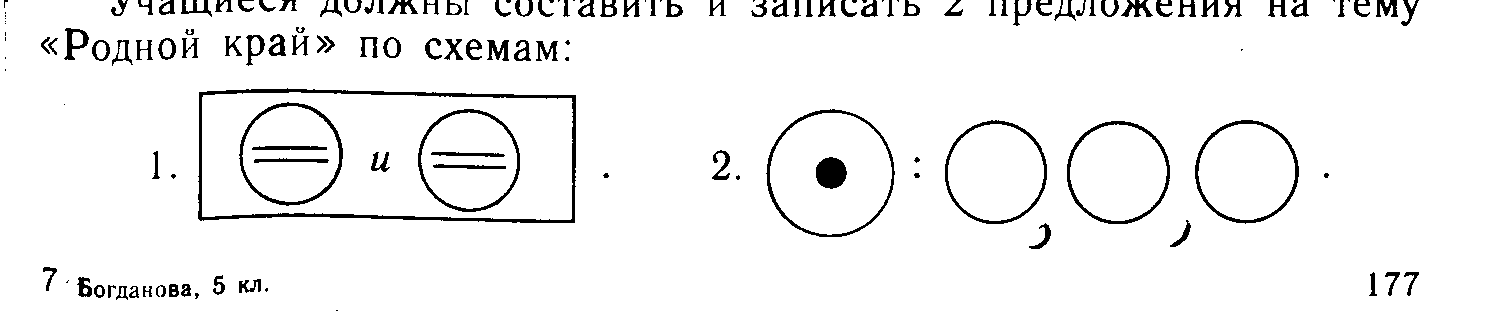 Учащиеся должны составить и записать 2 предложения на тему
«Родной край» по схемам:
1. и . 2. : , , .
7 Богданова, 5 кл. 177